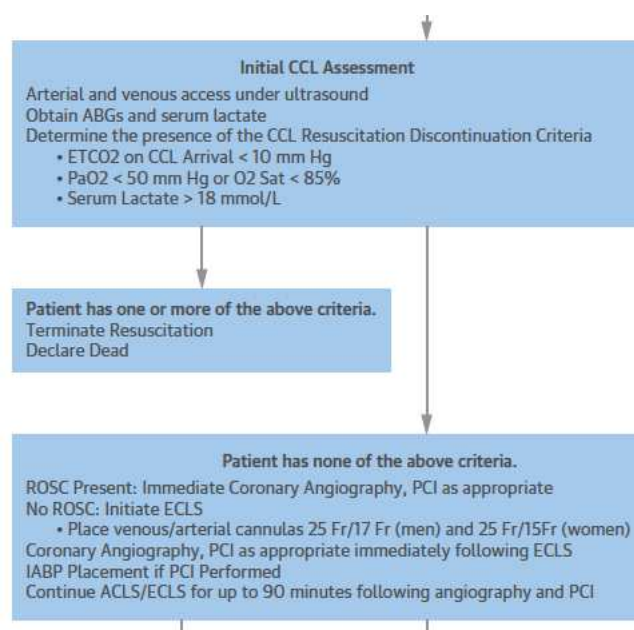 Initial CCL Assessment
Arterial and venous access under ultrasound
Obtain ABGs and serum lactate
Determine the presence of the CCL Resuscitation Discontinuation Criteria
• ETCO2 on CCL Arrival < 10 mm Hg
• PaO2 < 50 mm Hg or O2 Sat < 85%
• Serum Lactate > 18 mmol/L
Patient has one or more of the above criteria.
Terminate Resuscitation
Declare Dead
Patient has none of the above criteria.
ROSC Present: Immediate Coronary Angiography, PCI as appropriate
No ROSC: Initiate ECLS
• Place venous/arterial cannulas 25 Fr/17 Fr (men) and 25 Fr/15Fr (women)
Coronary Angiography, PCI as appropriate immediately following ECLS
IABP Placement if PCI Performed
Continue ACLS/ECLS for up to 90 minutes following angiography and PCI